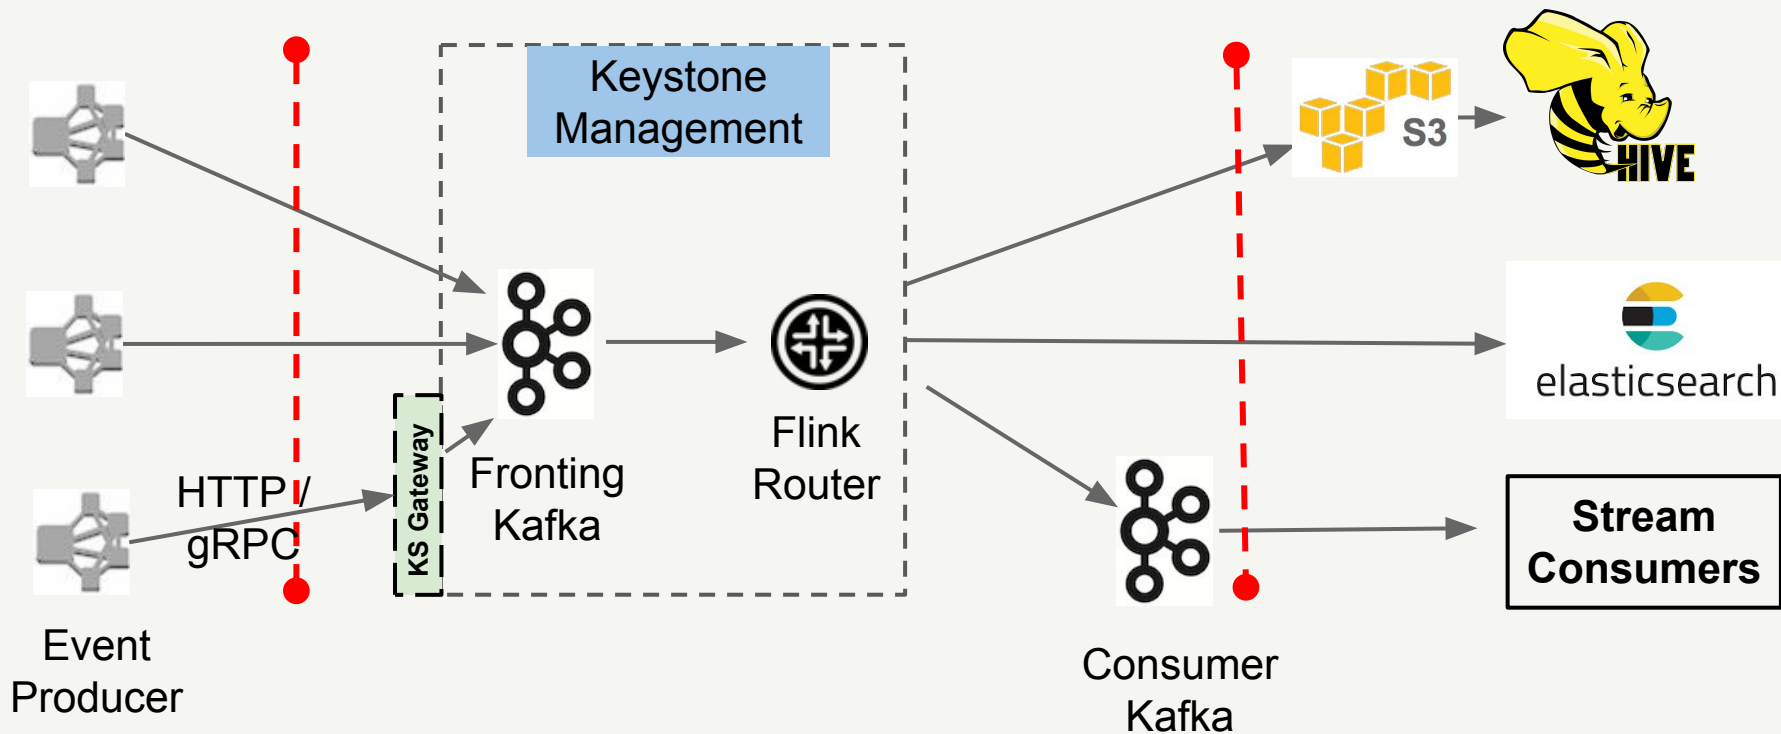 Keystone
Management
S3
HIVE
elasticsearch
HTTP /
gRPC
KS Gateway
Fronting
Kafka
Flink
Router
Stream
Consumers
Event
Producer
Consumer
Kafka